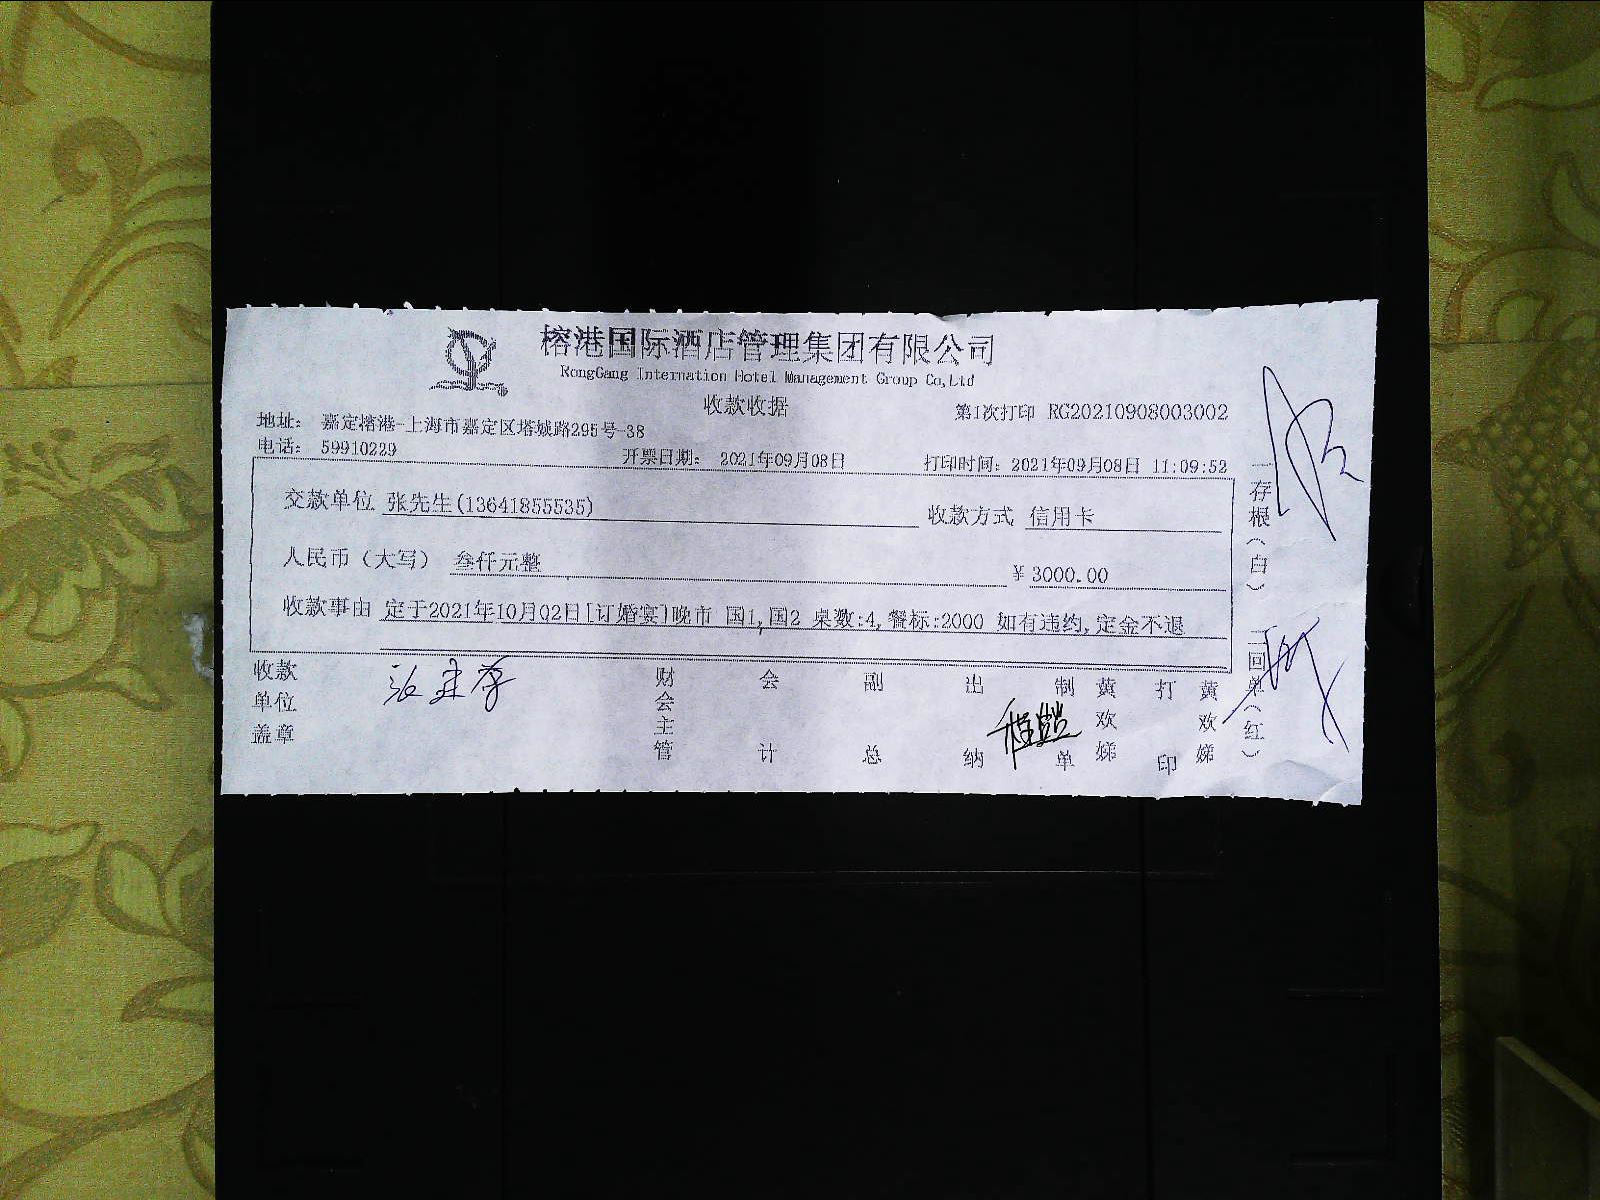 榕港国际酒店管理集团有限公司
RongGang Internation Hotel Management Group Co,Ltd
收款收据
第1次打印 RG20210908003002
地址： 嘉定榕港-上海市嘉定区塔城路295号-38
电话： 59910229
开票日期： 2021年09月08日
打印时间：2021年09月08日 11:09:52
交款单位 张先生(13641855535)
收款方式 信用卡
人民币（大写） 叁仟元整
¥ 3000.00
收款事由 定于2021年10月02日[订婚宴]晚市 国1,国2 桌数:4,餐标:2000 如有违约,定金不退
收款单位盖章
财会主管
会计
副总
出纳
制单
黄欢娣
打印
黄欢娣
一存根（白）
二回单（红）